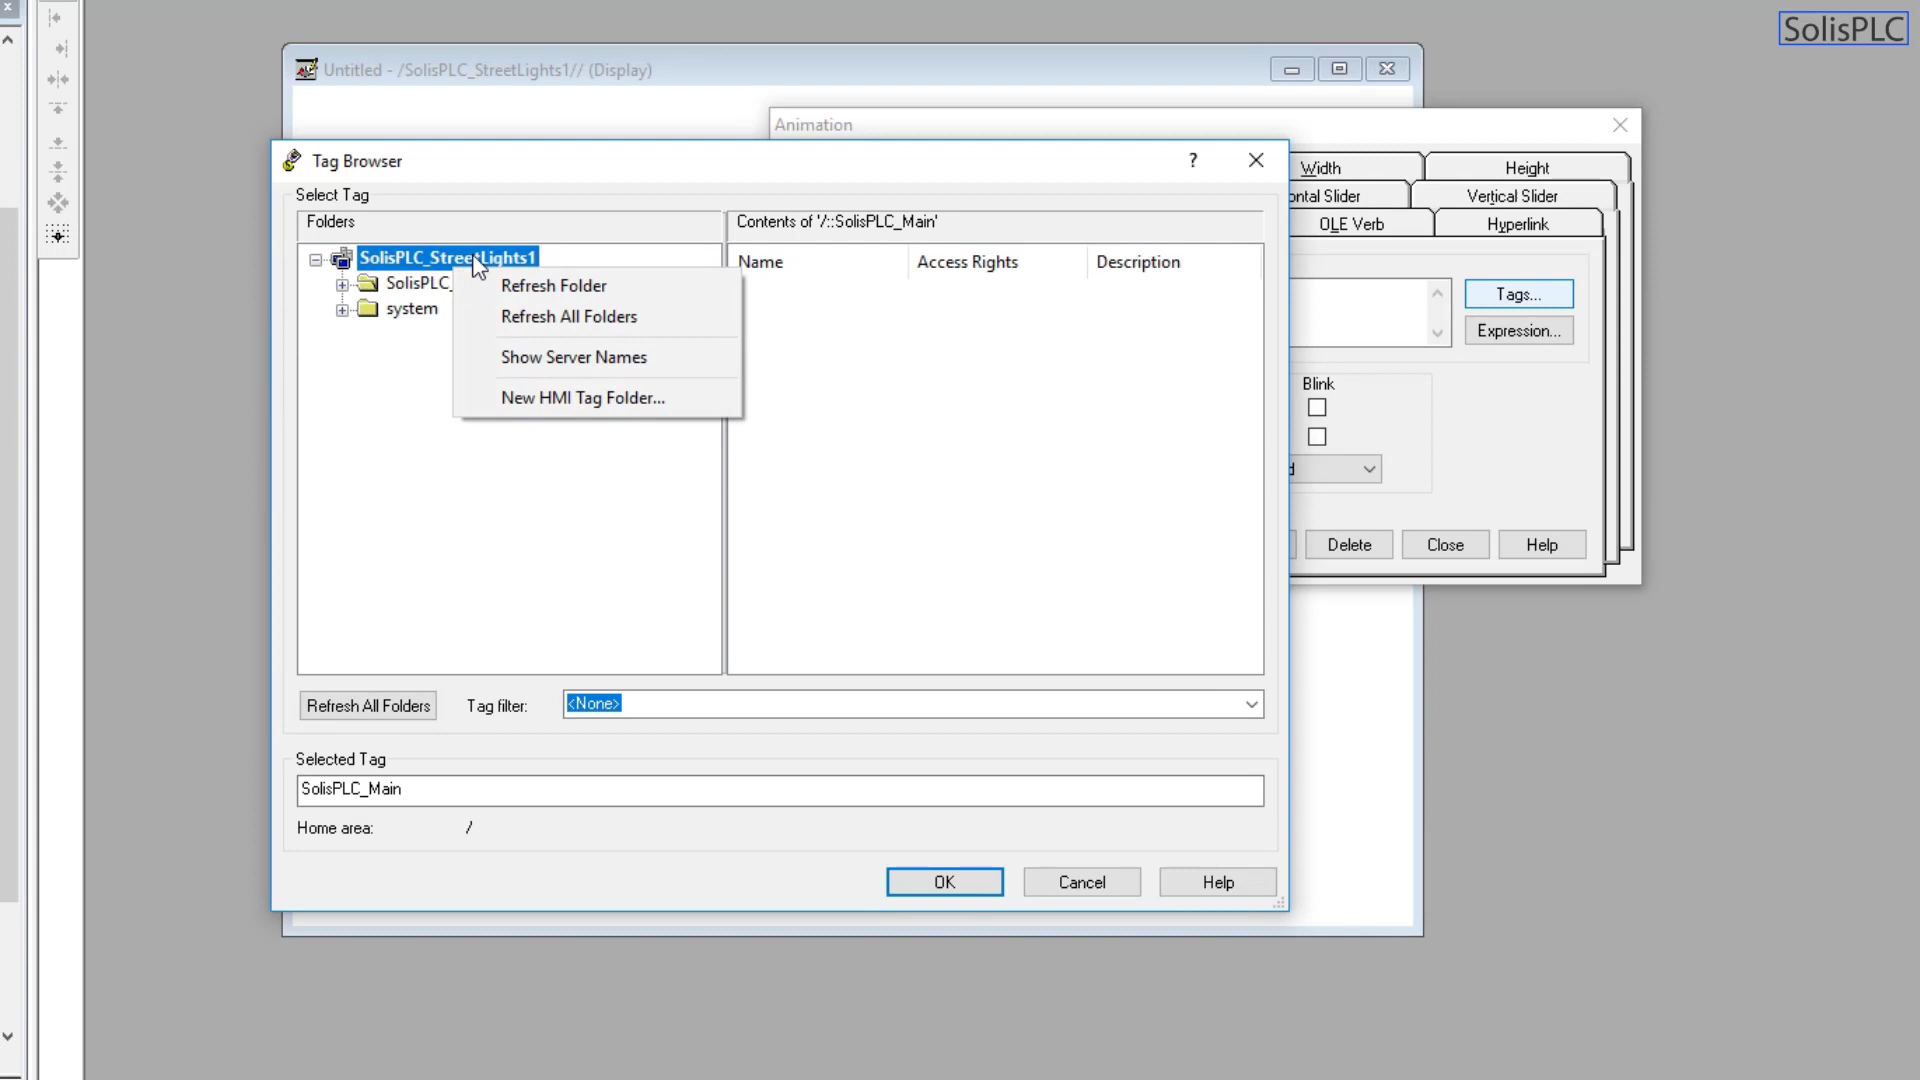 SolisPLC
Untitled - /SolisPLC_StreetLights1// (Display)
Animation
Tag Browser
?
Width
Height
Select Tag
Vertical Slider
Folders
Contents of '/::SolisPLC_Main'
OLE Verb
Hyperlink
SolisPLC_StreetLights1
Name
Access Rights
Description
SolisPLC_
Refresh Folder
Tags...
system
Refresh All Folders
Expression...
Show Server Names
Blink
New HMI Tag Folder...
Delete
Close
Help
Refresh All Folders
Tag filter:
<None>
Selected Tag
SolisPLC_Main
Home area:
/
OK
Cancel
Help